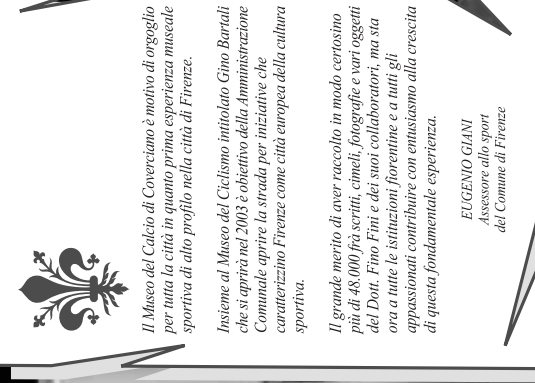 Il Museo del Calcio di Coverciano è motivo di orgoglio
per tutta la città in quanto prima esperienza museale
sportiva di alto profilo nella città di Firenze.
Insieme al Museo del Ciclismo intitolato Gino Bartali
che si aprirà nel 2003 è obiettivo della Amministrazione
Comunale aprire la strada per iniziative che
caratterizzino Firenze come città europea della cultura
sportiva.
Il grande merito di aver raccolto in modo certosino
più di 48.000 frà scritti, cimeli, fotografie e vari oggetti
del Dott. Fino Fini e dei suoi collaboratori, ma sta
ora a tutte le istituzioni fiorentine e a tutti gli
appassionati contribuire con entusiasmo alla crescita
di questa fondamentale esperienza.
EUGENIO GIANI
Assessore allo sport
del Comune di Firenze